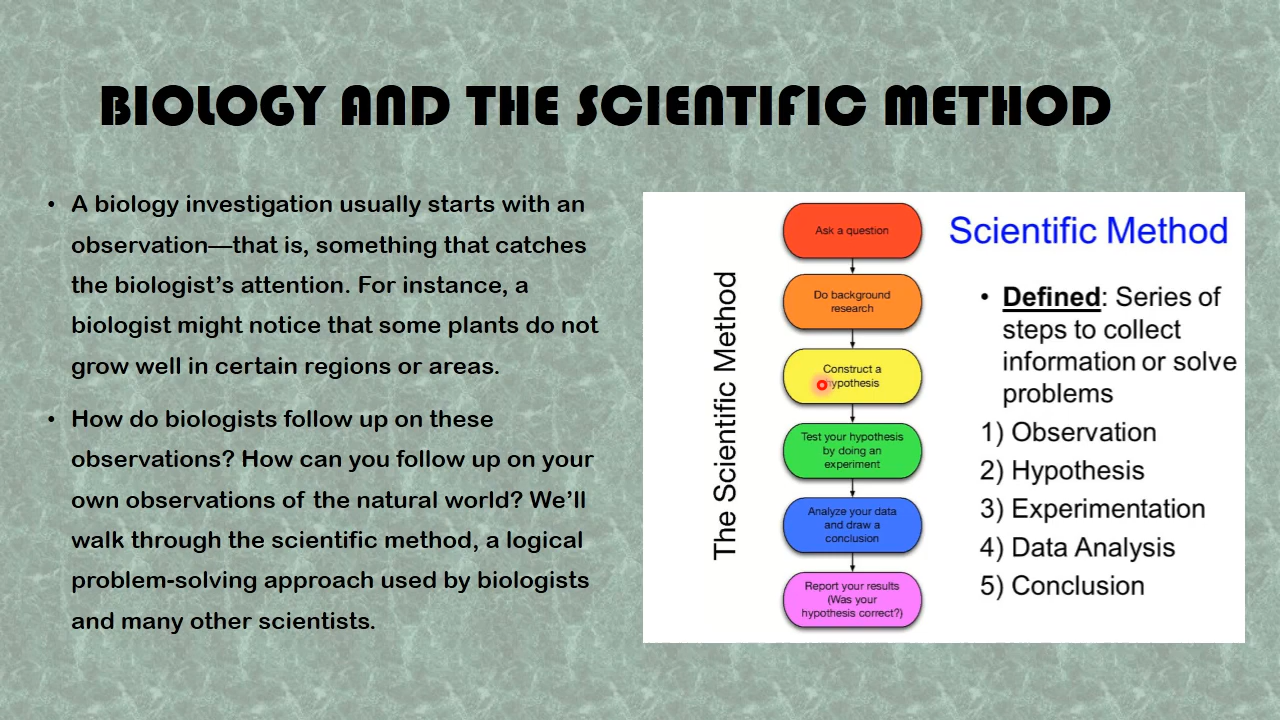 BIOLOGY AND THE SCIENTIFIC METHOD
• A biology investigation usually starts with an
observation—that is, something that catches
the biologist's attention. For instance, a
biologist might notice that some plants do not
grow well in certain regions or areas.
• How do biologists follow up on these
observations? How can you follow up on your
own observations of the natural world? We'll
walk through the scientific method, a logical
problem-solving approach used by biologists
and many other scientists.
The Scientific Method
Ask a question
Do background
research
Construct a
hypothesis
Test your hypothesis
by doing an
experiment
Analyze your data
and draw a
conclusion
Report your results
(Was your
hypothesis correct?)
Scientific Method
• Defined: Series of
steps to collect
information or solve
problems
1) Observation
2) Hypothesis
3) Experimentation
4) Data Analysis
5) Conclusion